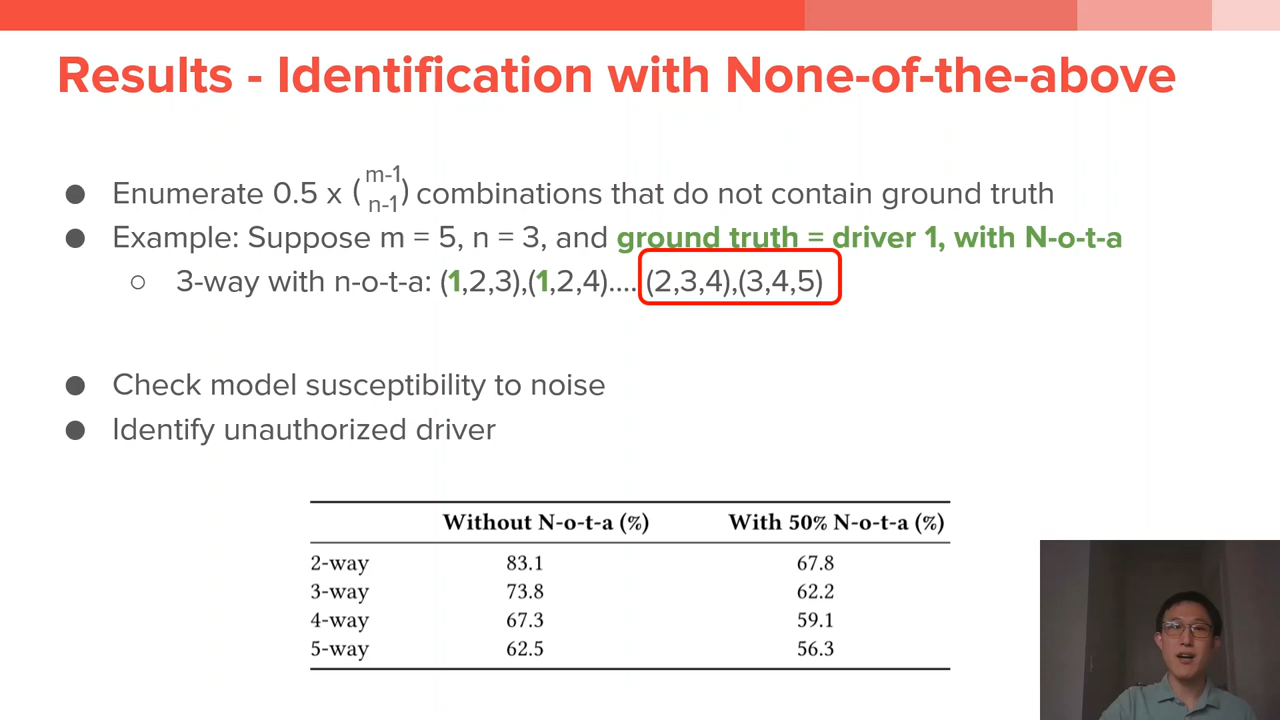 Results - Identification with None-of-the-above
● Enumerate 0.5 x (m-1 n-1) combinations that do not contain ground truth
● Example: Suppose m = 5, n = 3, and ground truth = driver 1, with N-o-t-a
○ 3-way with n-o-t-a: (1,2,3),(1,2,4)....(2,3,4),(3,4,5)
● Check model susceptibility to noise
● Identify unauthorized driver
Without N-o-t-a (%) With 50% N-o-t-a (%)
2-way 83.1 67.8
3-way 73.8 62.2
4-way 67.3 59.1
5-way 62.5 56.3